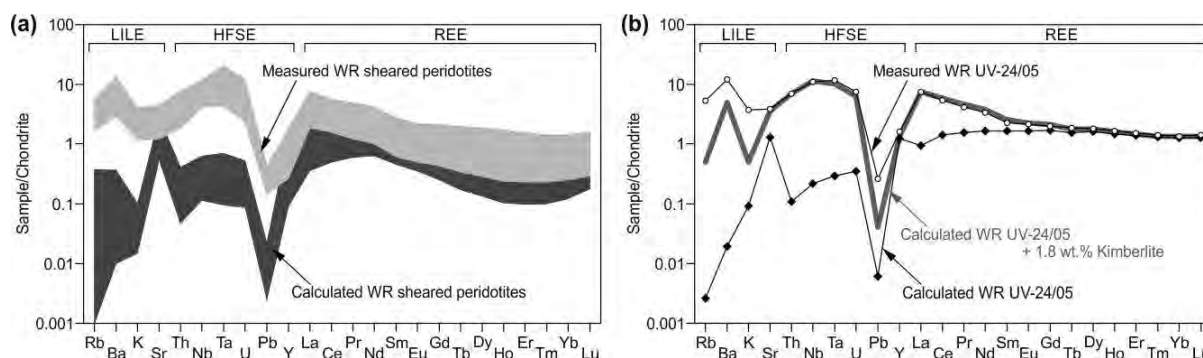 (a)
LILE HFSE REE
Sample/Chondrite
100
10
1
0.1
0.01
0.001
Measured WR sheared peridotites
Calculated WR sheared peridotites
Rb Ba K Sr Th Nb Ta U Pb Y La Ce Pr Nd Sm Eu Gd Tb Dy Ho Er Tm Yb Lu
(b)
LILE HFSE REE
Sample/Chondrite
100
10
1
0.1
0.01
0.001
Measured WR UV-24/05
Calculated WR UV-24/05
+ 1.8 wt.% Kimberlite
Calculated WR UV-24/05
Rb Ba K Sr Th Nb Ta U Pb Y La Ce Pr Nd Sm Eu Gd Tb Dy Ho Er Tm Yb